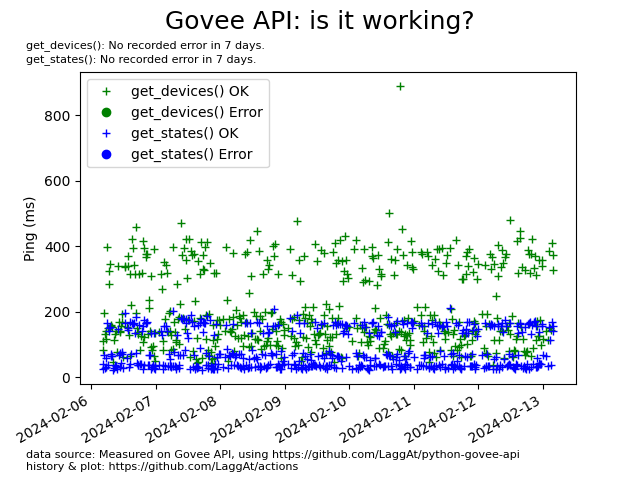 Govee API: is it working?
get_devices(): No recorded error in 7 days.
get_states(): No recorded error in 7 days.
get_devices() OK
get_devices() Error
get_states() OK
get_states() Error
Ping (ms)
800
600
400
200
0
2024-02-06
2024-02-07
2024-02-08
2024-02-09
2024-02-10
2024-02-11
2024-02-12
2024-02-13
data source: Measured on Govee API, using https://github.com/LaggAt/python-govee-api
history & plot: https://github.com/LaggAt/actions